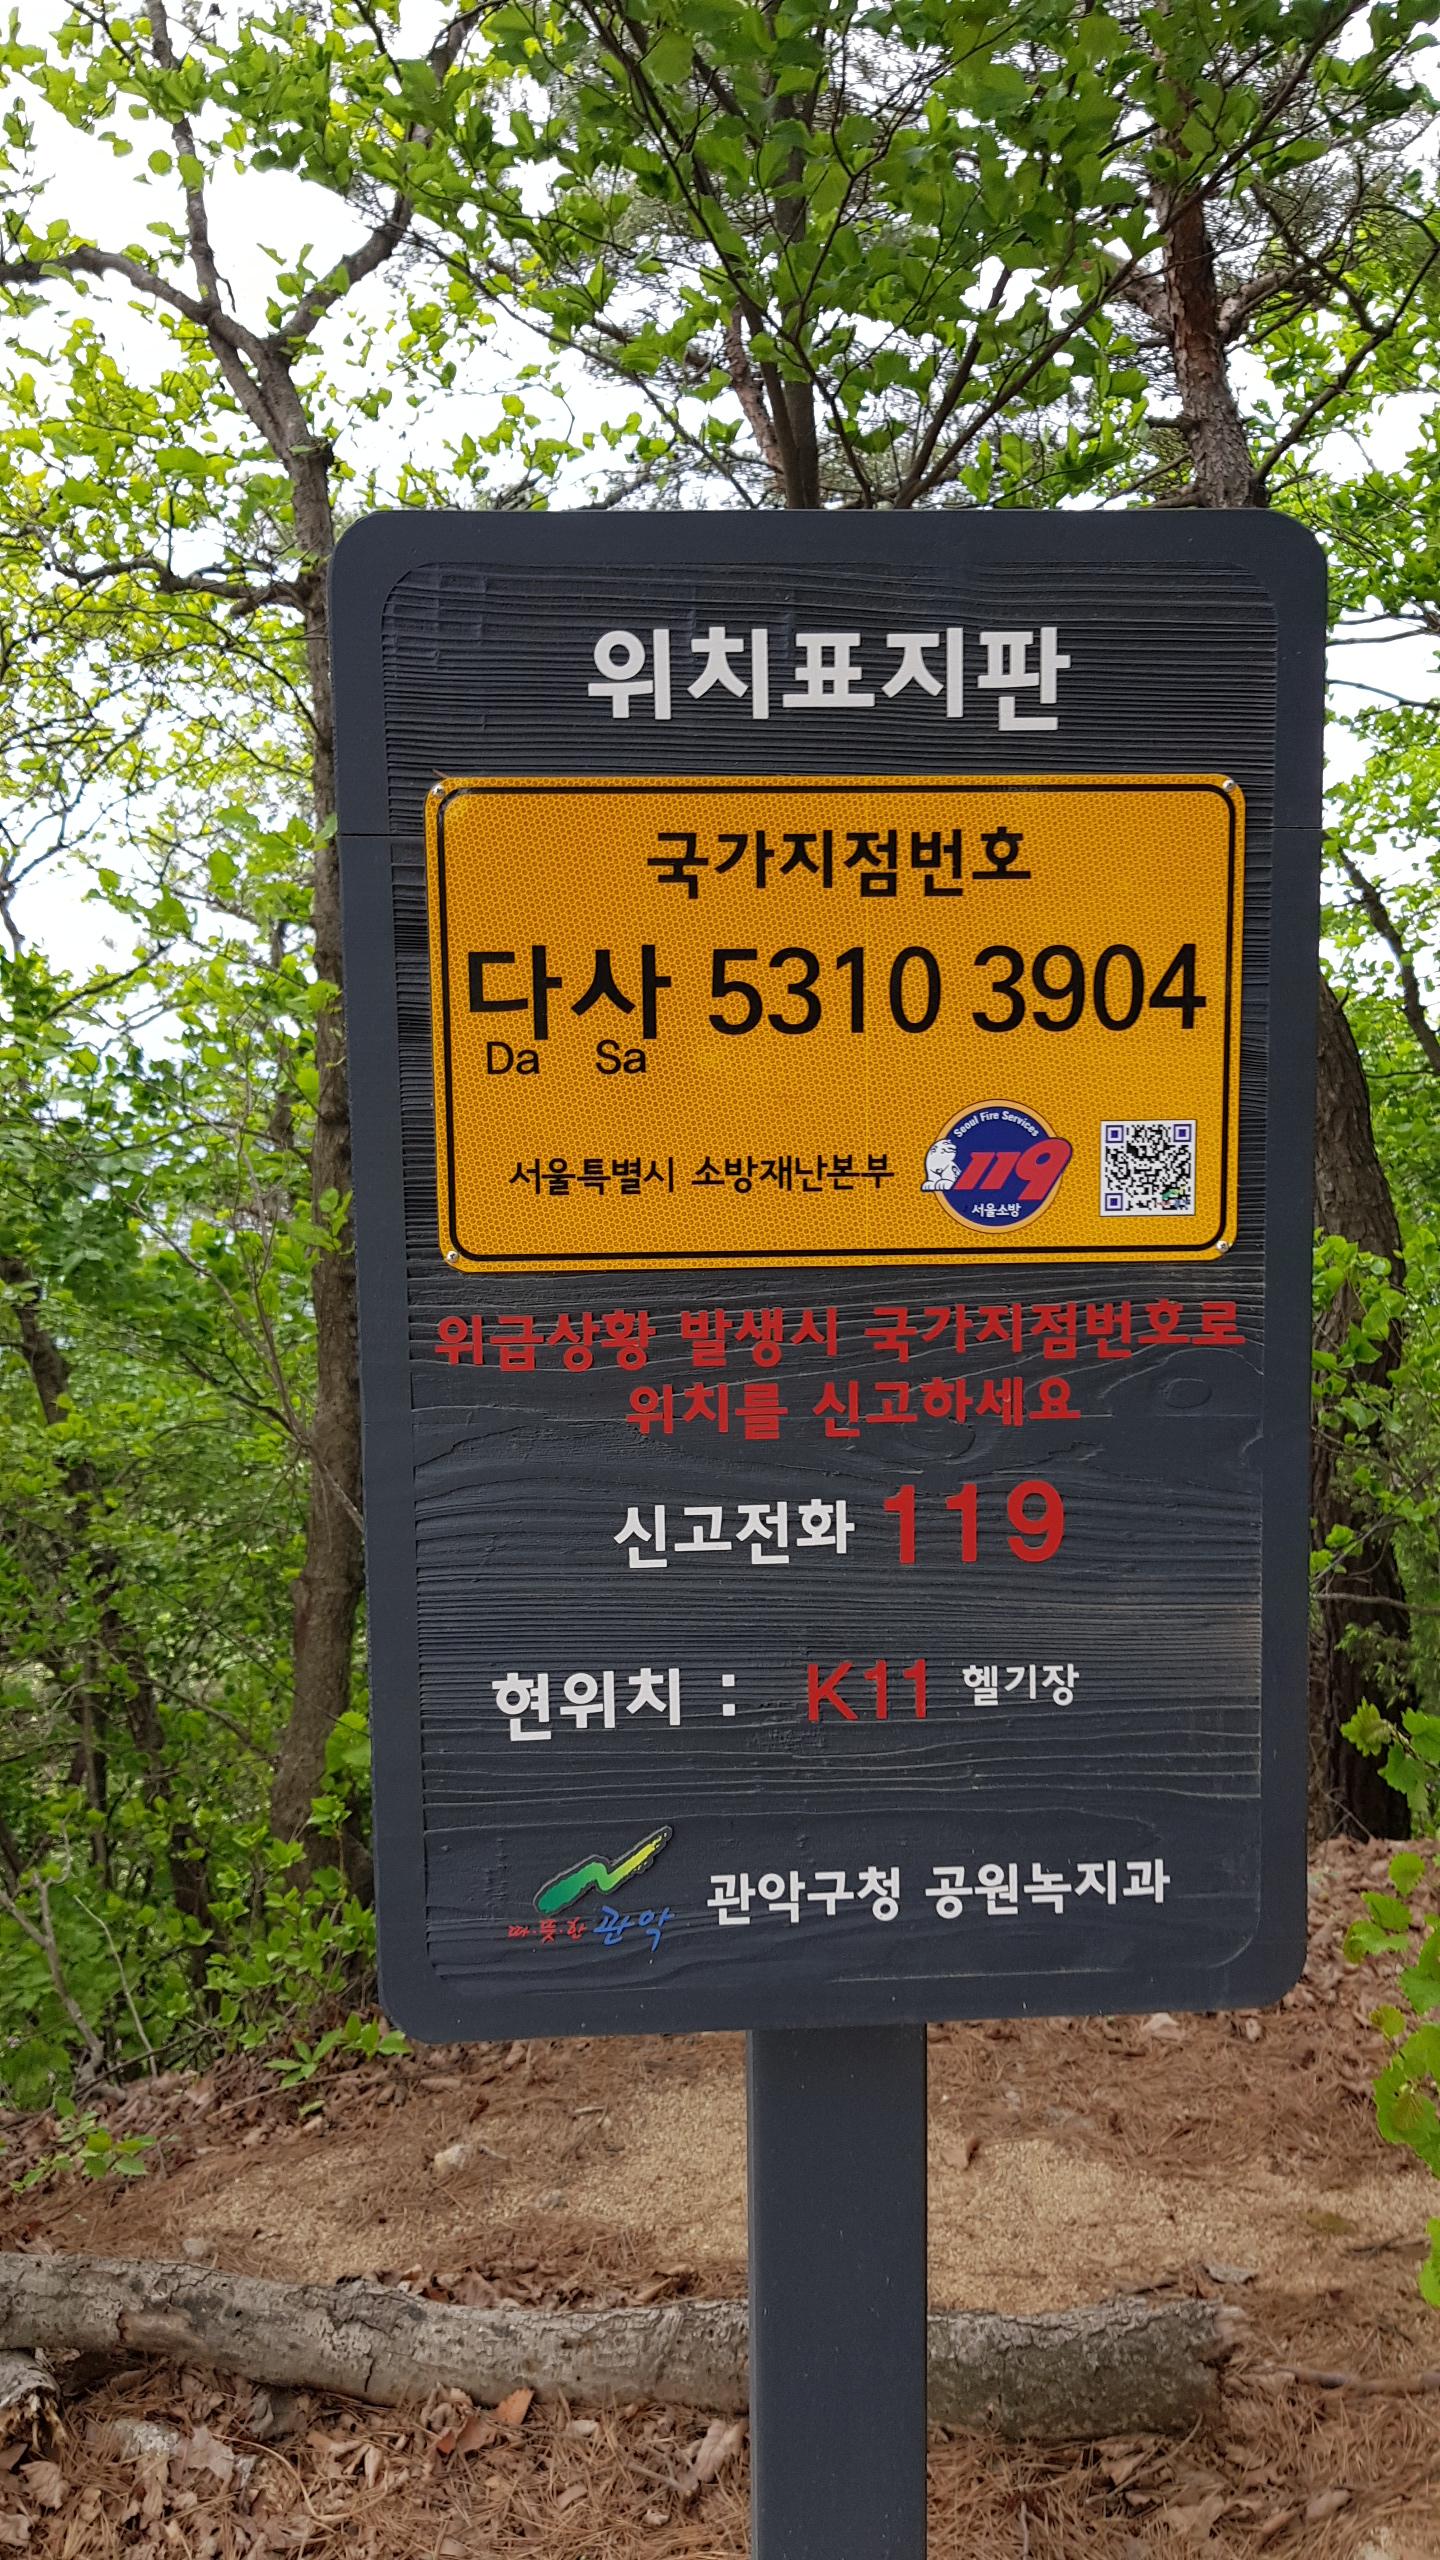 위치표지판
국가지점번호
다사 5310 3904
Da Sa
서울특별시 소방재난본부
Seoul Fire Services
119
서울소방
위급상황 발생시 국가지점번호로
위치를 신고하세요
신고전화 119
현위치 : K11 헬기장
따·뜻·한 관악
관악구청 공원녹지과